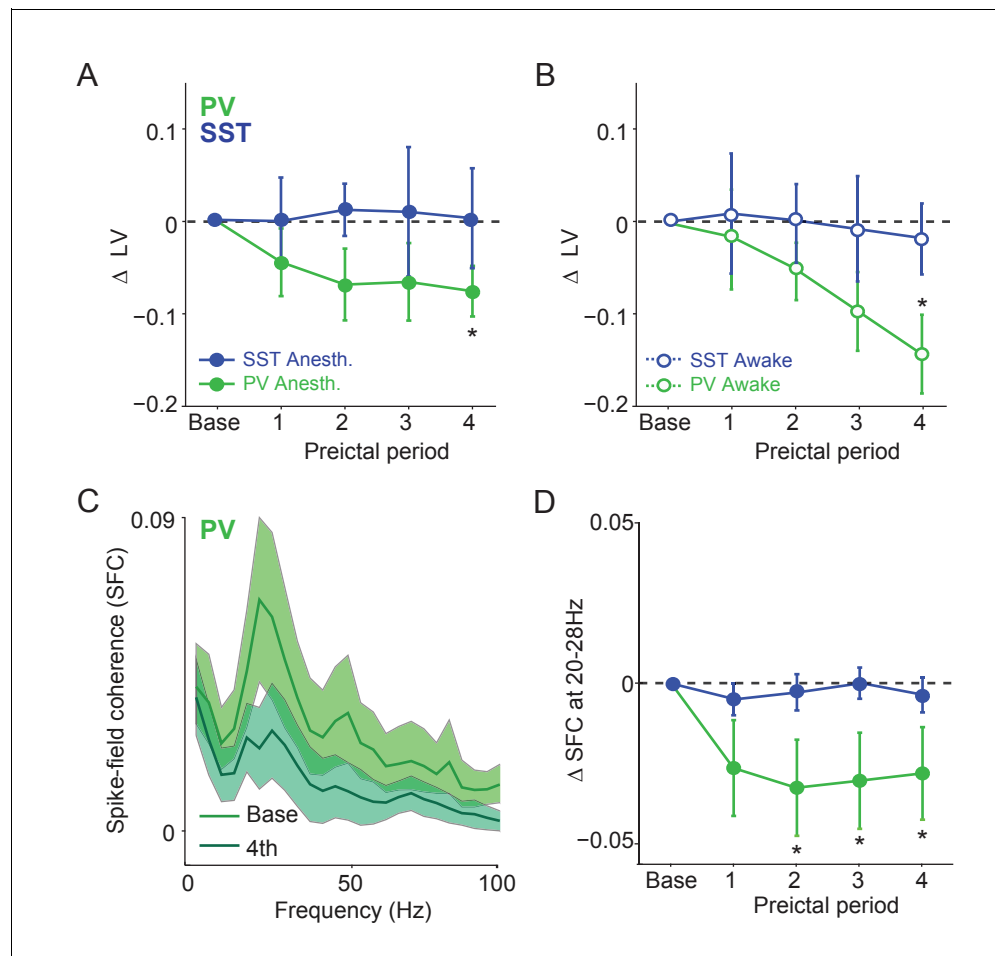 A
PV
SST
0.1
0
−0.1
−0.2
Δ LV
SST Anesth.
PV Anesth.
Base 1 2 3 4
Preictal period
*
B
0.1
0
−0.1
−0.2
Δ LV
SST Awake
PV Awake
Base 1 2 3 4
Preictal period
*
C
PV
0.09
0
Spike-field coherence (SFC)
Base
4th
0 50 100
Frequency (Hz)
D
0.05
0
−0.05
Δ SFC at 20-28Hz
* * *
Base 1 2 3 4
Preictal period